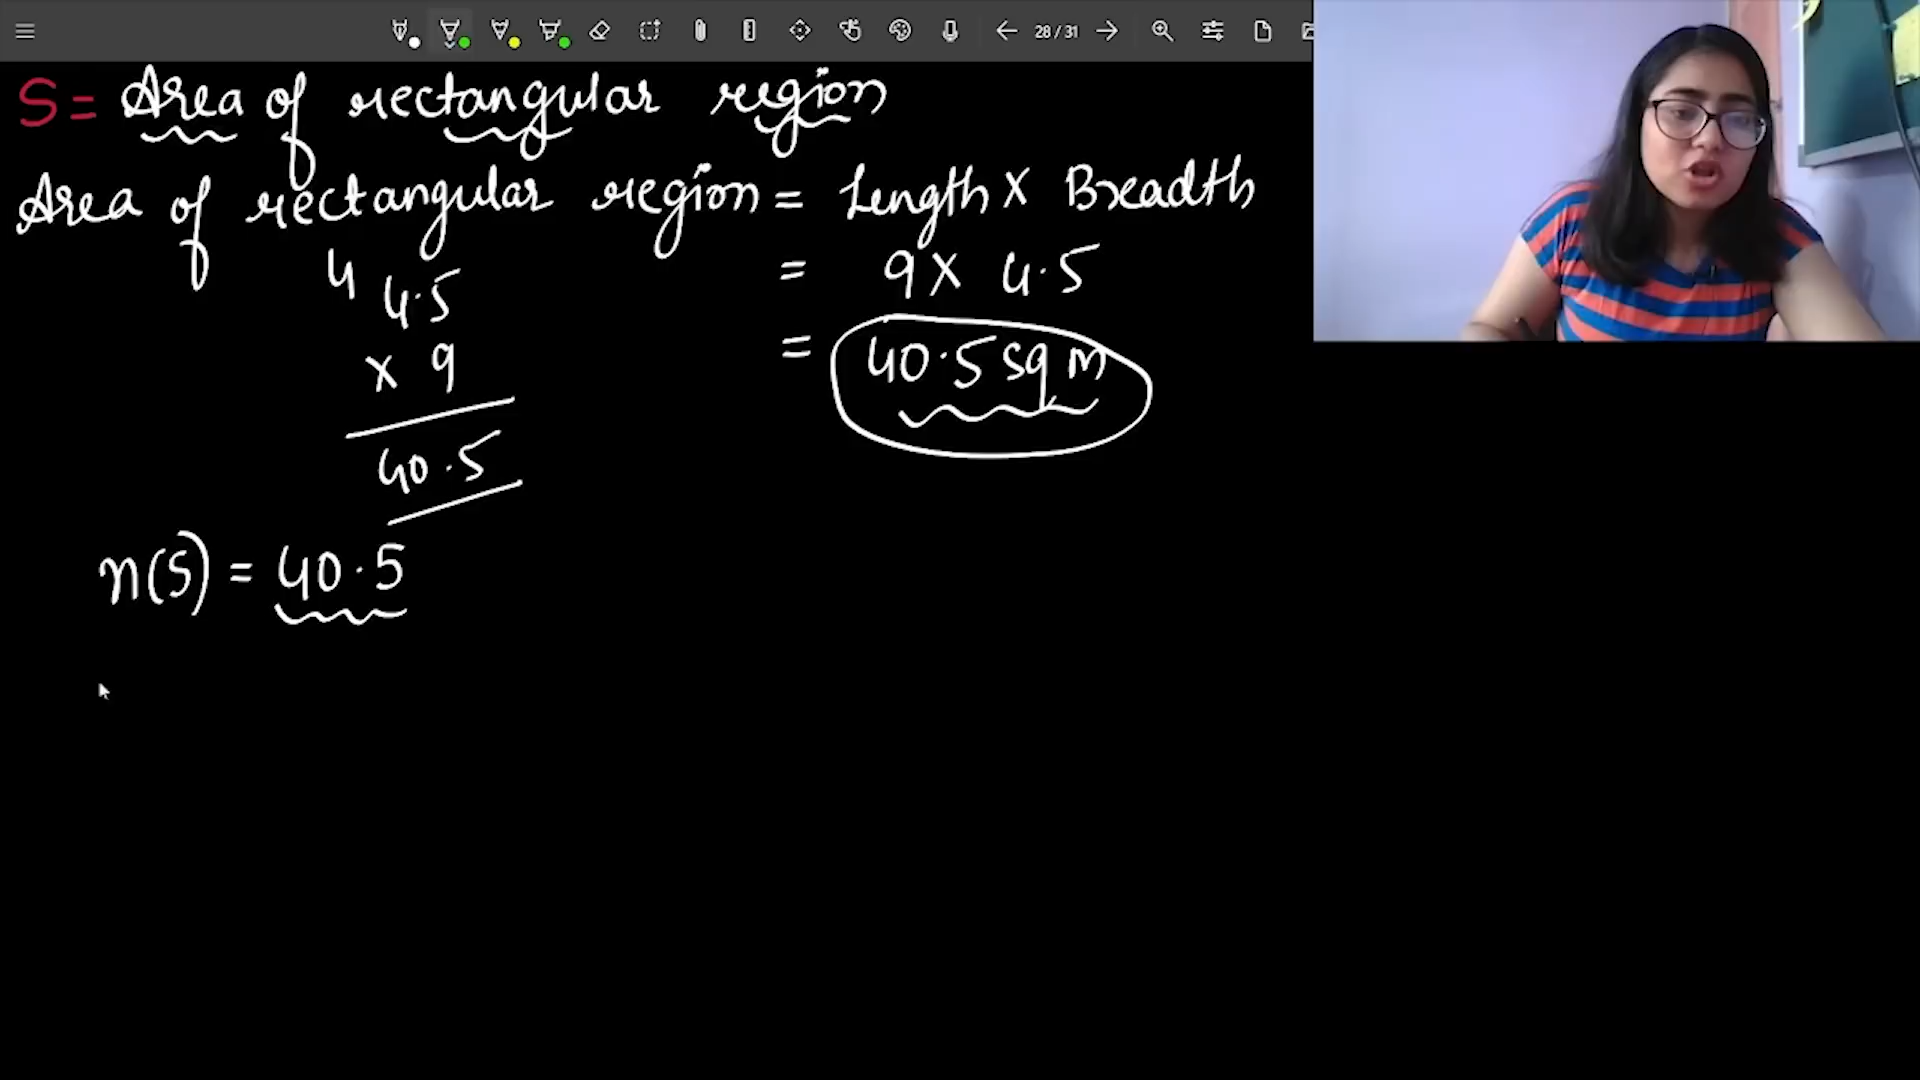 28 / 31
S = Area of rectangular region
Area of rectangular region = Length X Breadth
= 9 X 4.5
= 40.5 sq m
4
4.5
x 9
40.5
n(S) = 40.5